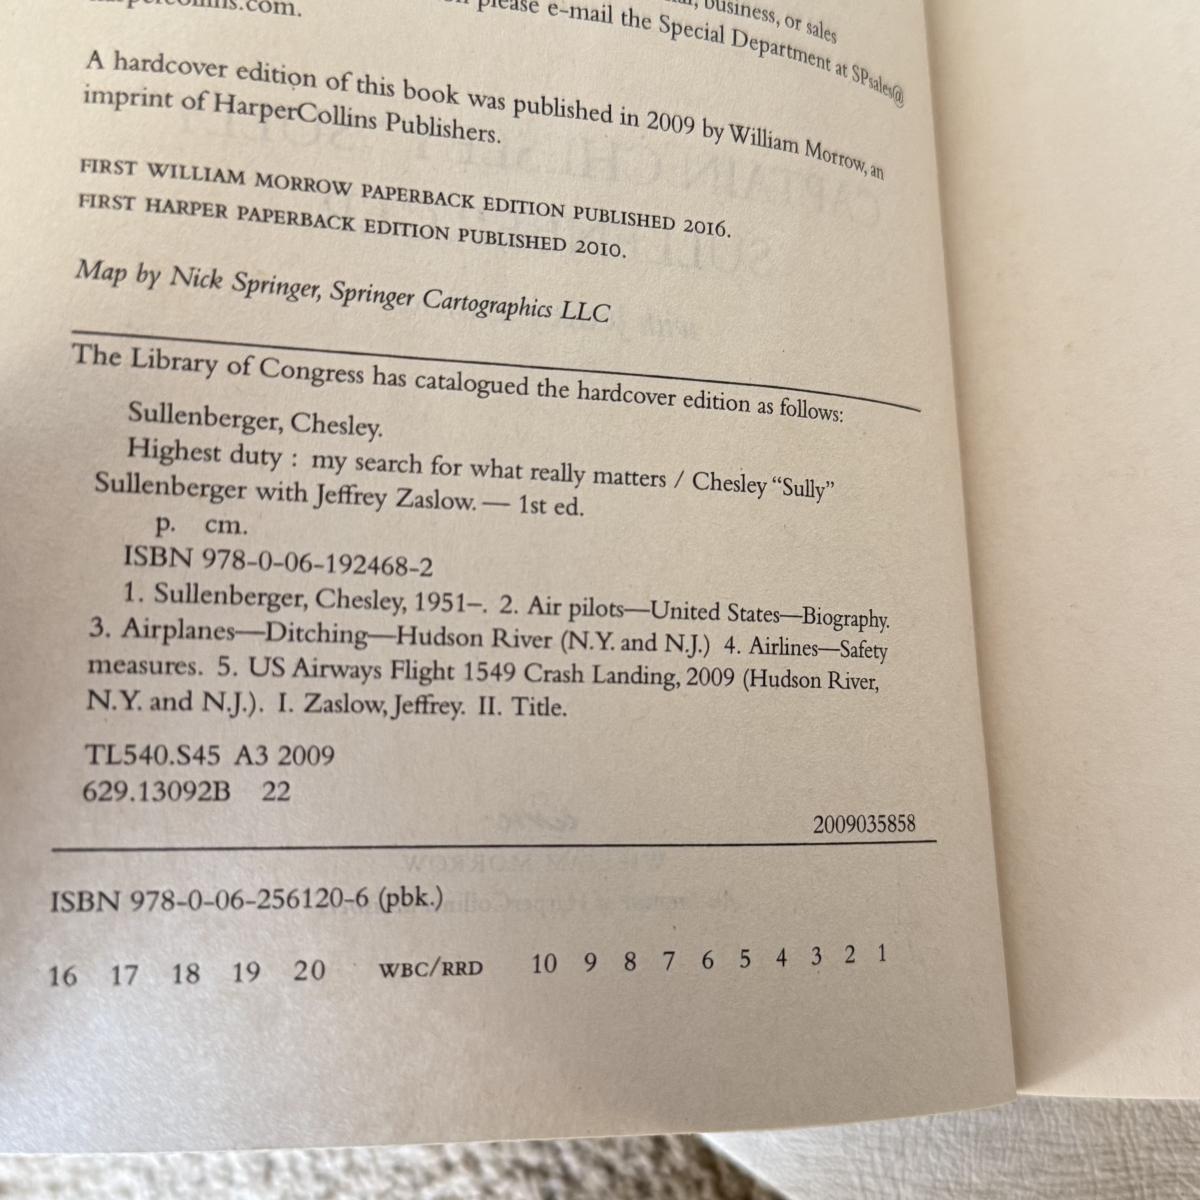 business, or sales
please e-mail the Special Department at SPsales@
harpercollins.com.
A hardcover edition of this book was published in 2009 by William Morrow, an
imprint of HarperCollins Publishers.
FIRST WILLIAM MORROW PAPERBACK EDITION PUBLISHED 2016.
FIRST HARPER PAPERBACK EDITION PUBLISHED 2010.
Map by Nick Springer, Springer Cartographics LLC
The Library of Congress has catalogued the hardcover edition as follows:
Sullenberger, Chesley.
Highest duty : my search for what really matters / Chesley “Sully”
Sullenberger with Jeffrey Zaslow. — 1st ed.
p. cm.
ISBN 978-0-06-192468-2
1. Sullenberger, Chesley, 1951–. 2. Air pilots—United States—Biography.
3. Airplanes—Ditching—Hudson River (N.Y. and N.J.) 4. Airlines—Safety
measures. 5. US Airways Flight 1549 Crash Landing, 2009 (Hudson River,
N.Y. and N.J.). I. Zaslow, Jeffrey. II. Title.
TL540.S45 A3 2009
629.13092B 22
2009035858
ISBN 978-0-06-256120-6 (pbk.)
16 17 18 19 20 WBC/RRD 10 9 8 7 6 5 4 3 2 1